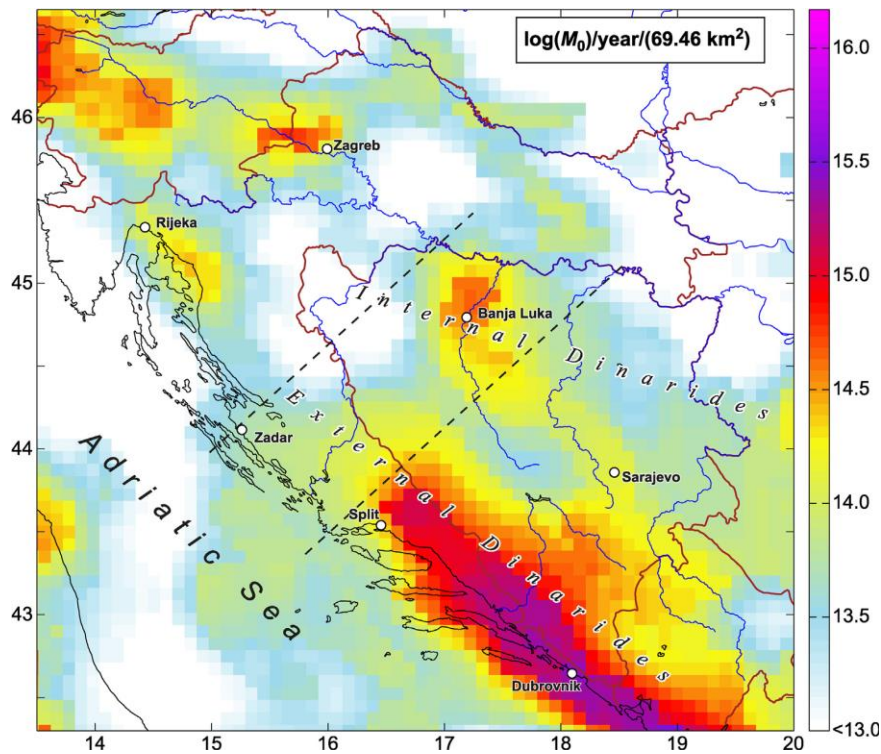 log(M₀)/year/(69.46 km²)
16.0
15.5
15.0
14.5
14.0
13.5
<13.0
46
45
44
43
14 15 16 17 18 19 20
Zagreb
Rijeka
Banja Luka
Internal Dinarides
External Dinarides
Zadar
Sarajevo
Split
Dubrovnik
Adriatic Sea